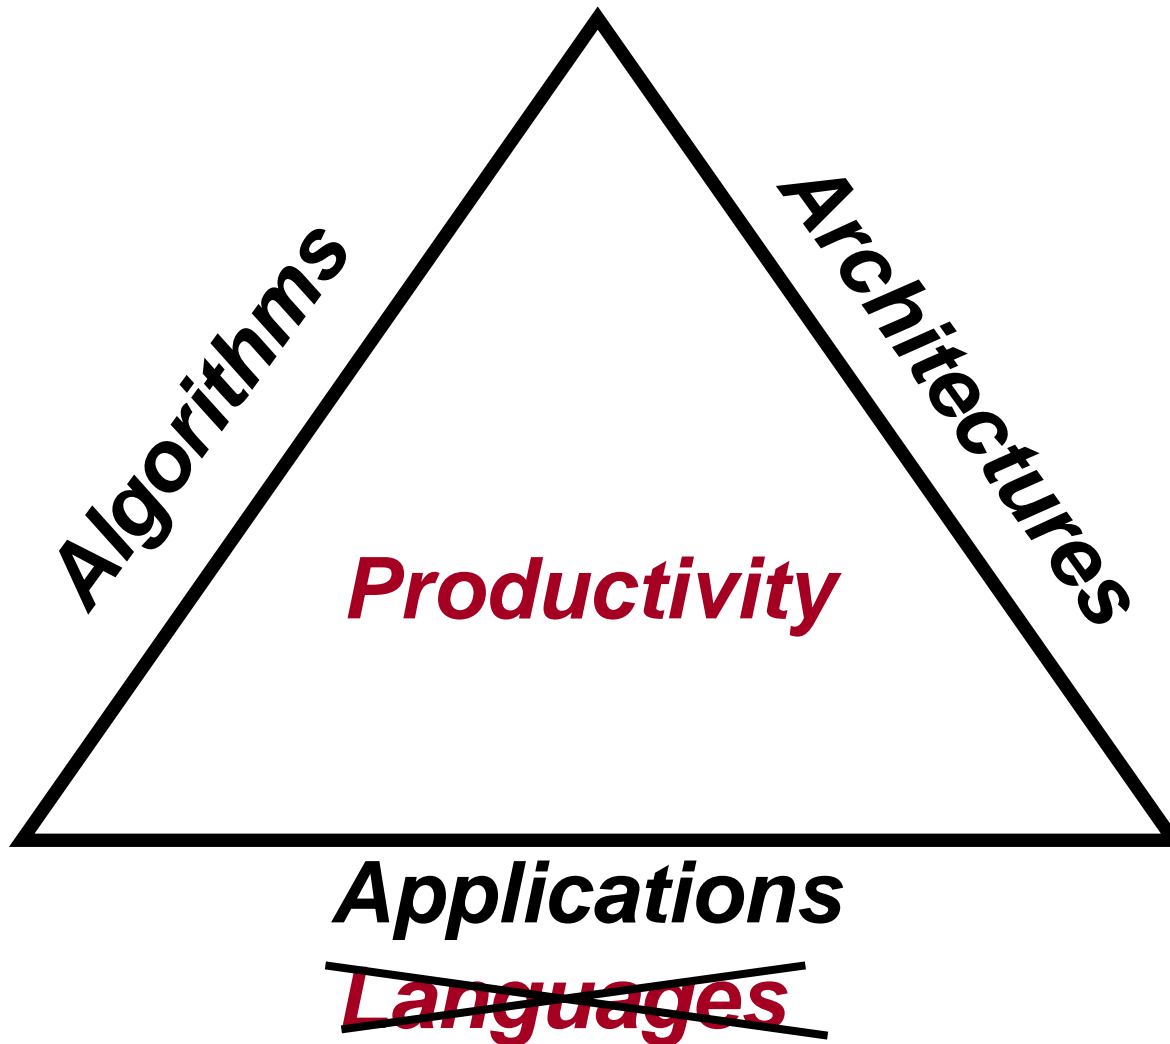 Algorithms
Architectures
Productivity
Applications
Languages